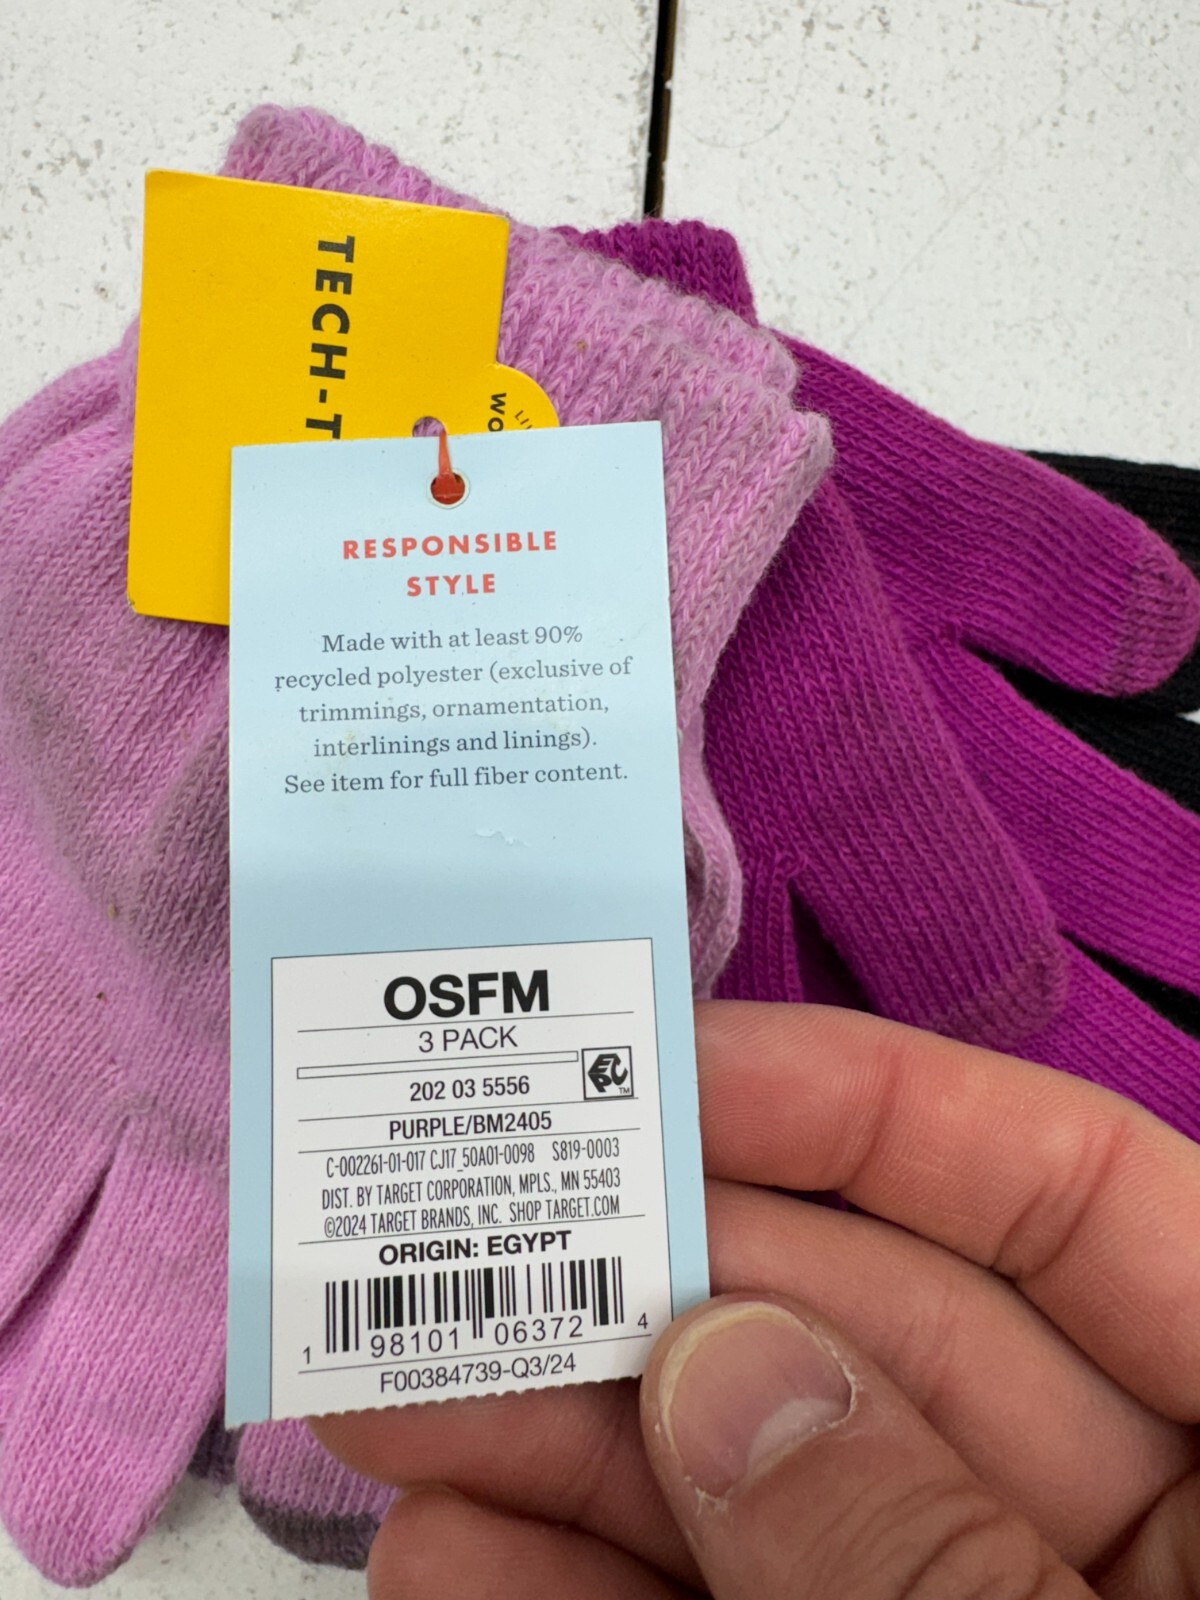 TECH-T
WO
RESPONSIBLE
STYLE
Made with at least 90%
recycled polyester (exclusive of
trimmings, ornamentation,
interlinings and linings).
See item for full fiber content.
OSFM
3 PACK
202 03 5556
EPC TM
PURPLE/BM2405
C-002261-01-017 CJ17_50A01-0098 S819-0003
DIST. BY TARGET CORPORATION, MPLS., MN 55403
©2024 TARGET BRANDS, INC. SHOP TARGET.COM
ORIGIN: EGYPT
1 98101 06372 4
F00384739-Q3/24